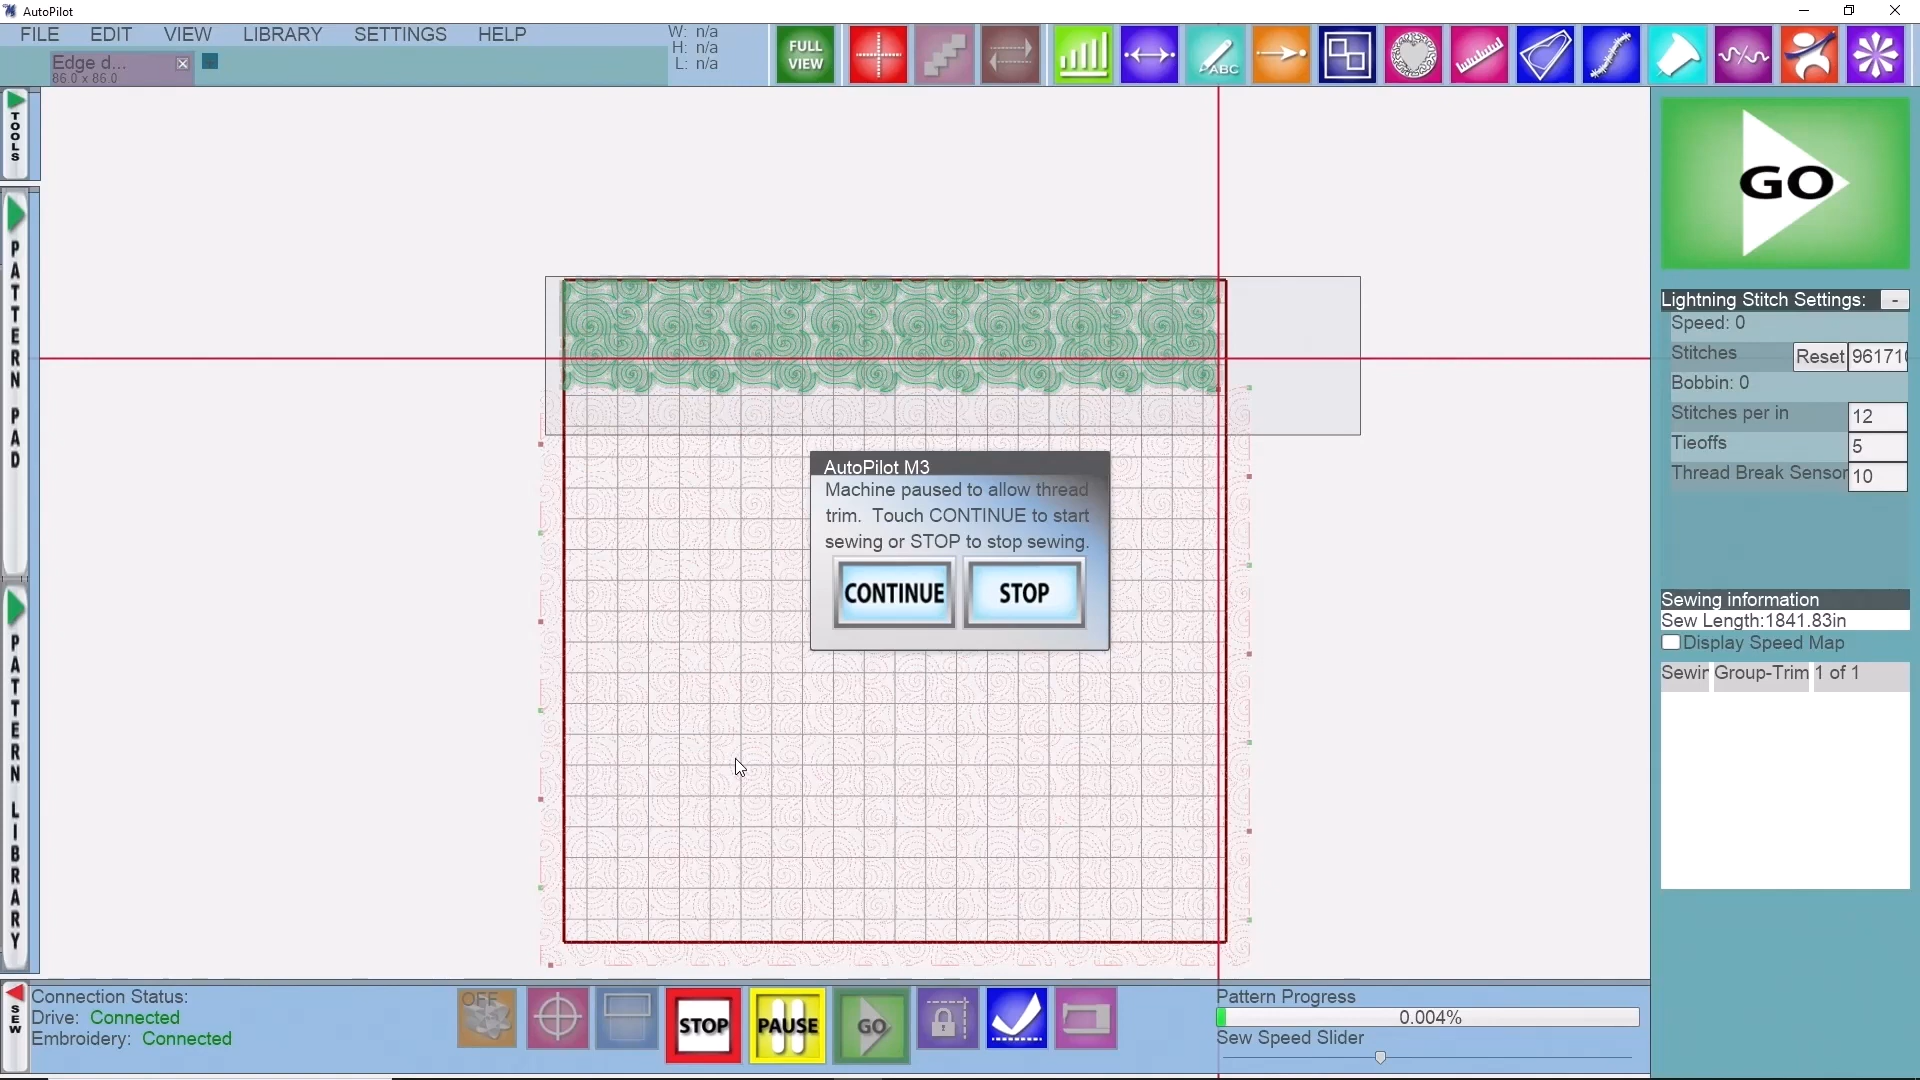 AutoPilot
FILE EDIT VIEW LIBRARY SETTINGS HELP
W: n/a
H: n/a
L: n/a
FULL
VIEW
ABC
Edge d...
86.0 x 86.0
TOOLS
PATTERN PAD
PATTERN LIBRARY
SEW
GO
Lightning Stitch Settings: -
Speed: 0
Stitches Reset 961710
Bobbin: 0
Stitches per in 12
Tieoffs 5
Thread Break Sensor 10
AutoPilot M3
Machine paused to allow thread
trim. Touch CONTINUE to start
sewing or STOP to stop sewing.
CONTINUE STOP
Sewing information
Sew Length:1841.83in
Display Speed Map
Sewin Group-Trim 1 of 1
Connection Status:
Drive: Connected
Embroidery: Connected
OFF
STOP
PAUSE
GO
Pattern Progress
0.004%
Sew Speed Slider